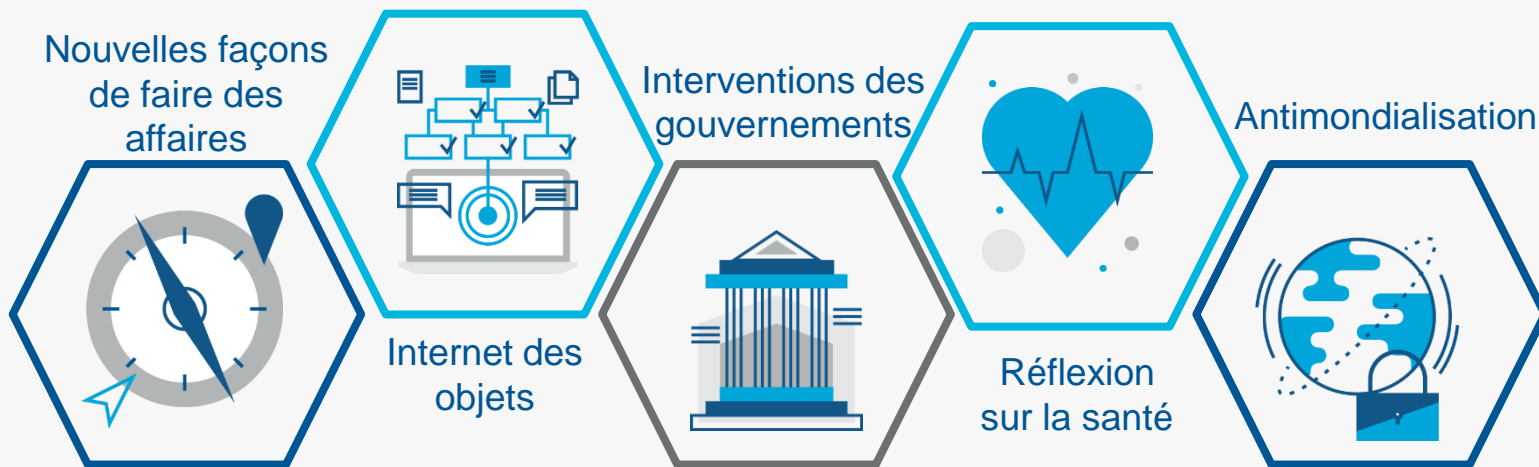 Nouvelles façons
de faire des
affaires
Internet des
objets
Interventions des
gouvernements
Réflexion
sur la santé
Antimondialisation